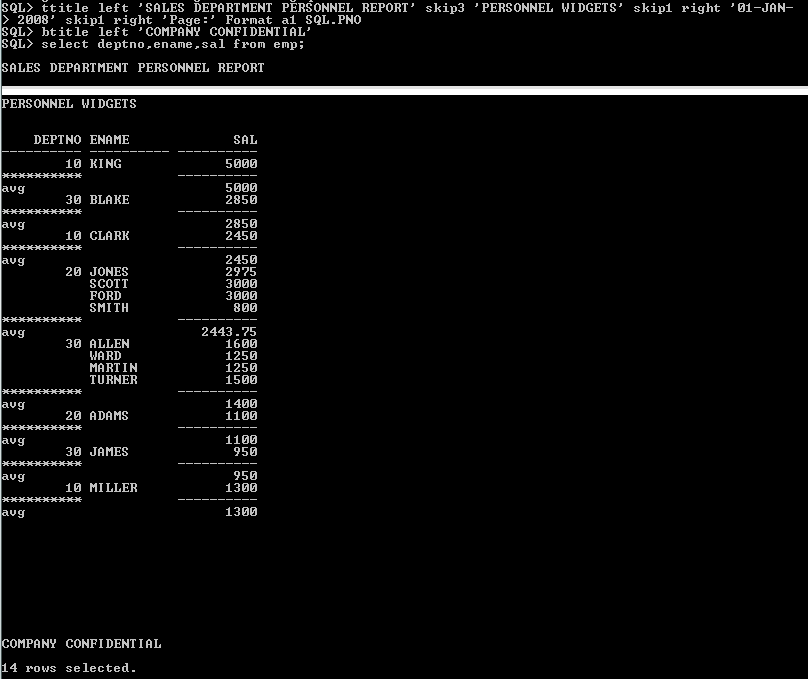 SQL> ttitle left 'SALES DEPARTMENT PERSONNEL REPORT' skip3 'PERSONNEL WIDGETS' skip1 right '01-JAN-
> 2008' skip1 right 'Page:' Format a1 SQL.PNO
SQL> btitle left 'COMPANY CONFIDENTIAL'
SQL> select deptno,ename,sal from emp;
SALES DEPARTMENT PERSONNEL REPORT
PERSONNEL WIDGETS
DEPTNO ENAME SAL
---------- ---------- ----------
10 KING 5000
********** ----------
avg 5000
30 BLAKE 2850
********** ----------
avg 2850
10 CLARK 2450
********** ----------
avg 2450
20 JONES 2975
SCOTT 3000
FORD 3000
SMITH 800
********** ----------
avg 2443.75
30 ALLEN 1600
WARD 1250
MARTIN 1250
TURNER 1500
********** ----------
avg 1400
20 ADAMS 1100
********** ----------
avg 1100
30 JAMES 950
********** ----------
avg 950
10 MILLER 1300
********** ----------
avg 1300
COMPANY CONFIDENTIAL
14 rows selected.